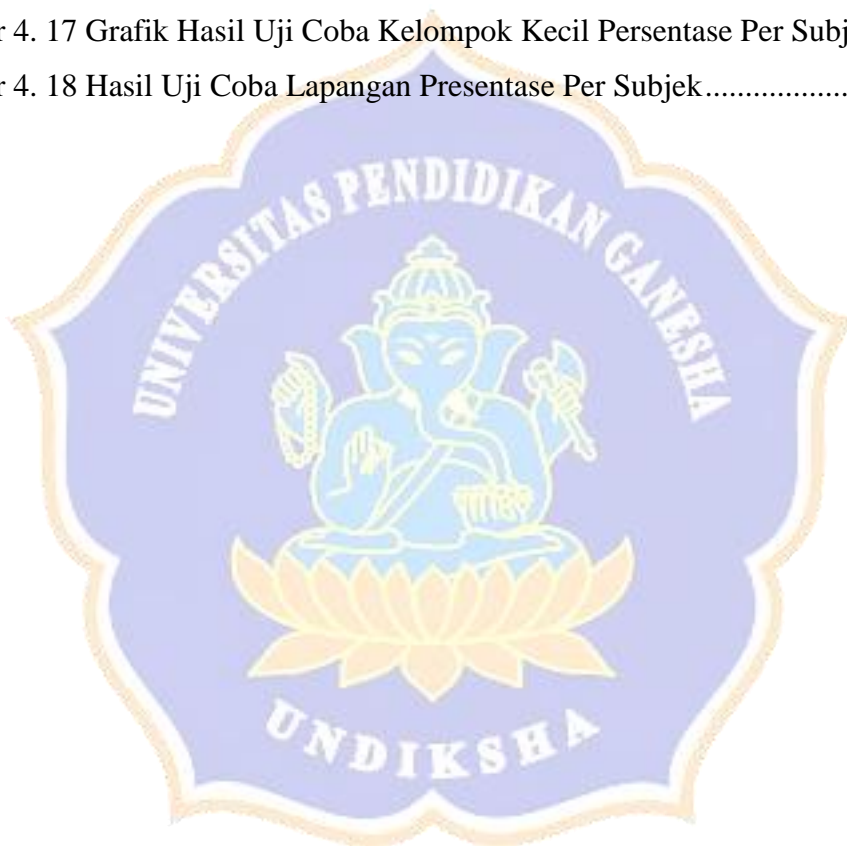 r 4. 17 Grafik Hasil Uji Coba Kelompok Kecil Persentase Per Subj
r 4. 18 Hasil Uji Coba Lapangan Presentase Per Subjek..................
UNIVERSITAS PENDIDIKAN GANESHA
UNDIKSHA